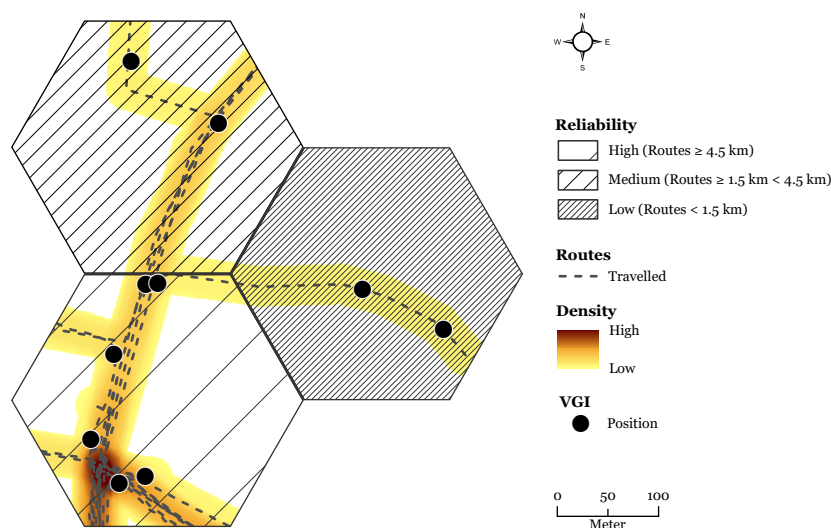 N
W E
S
Reliability
High (Routes ≥ 4.5 km)
Medium (Routes ≥ 1.5 km < 4.5 km)
Low (Routes < 1.5 km)
Routes
Travelled
Density
High
Low
VGI
Position
0 50 100
Meter